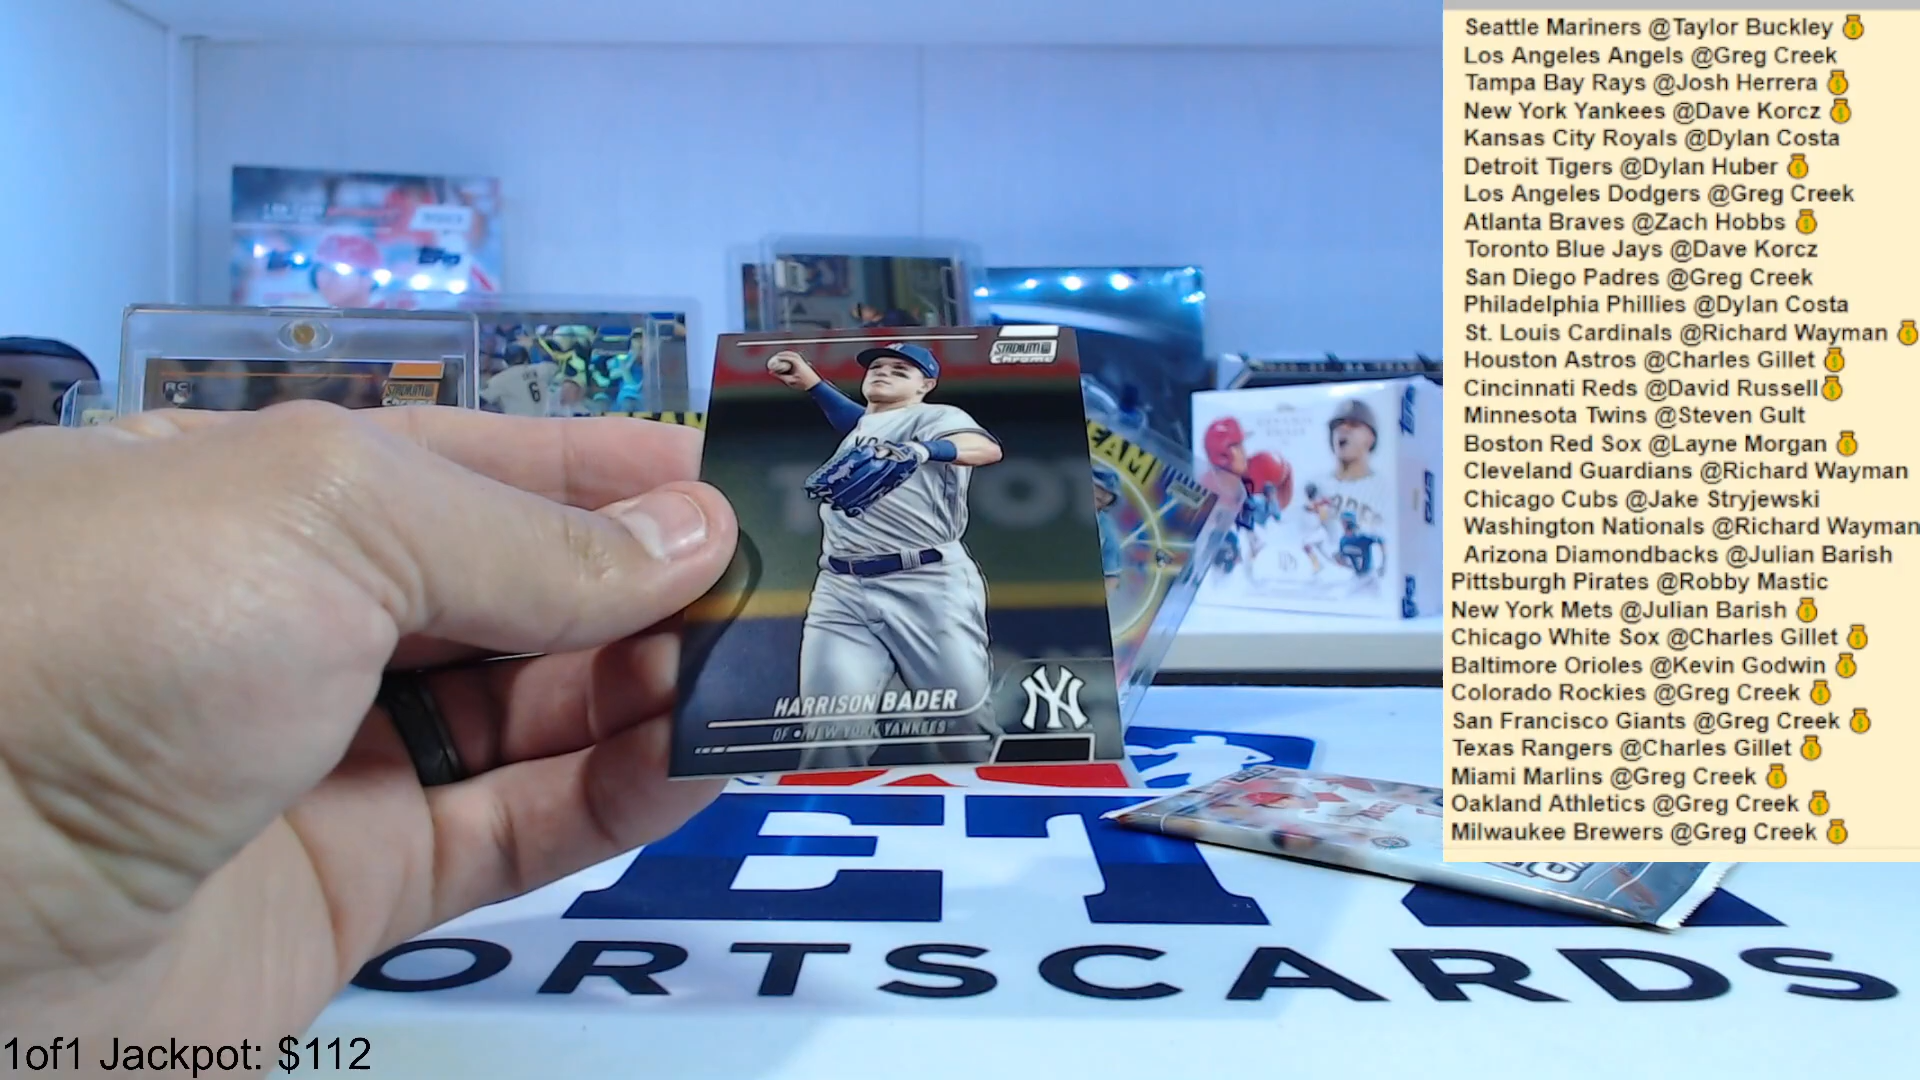 Seattle Mariners @Taylor Buckley
Los Angeles Angels @Greg Creek
Tampa Bay Rays @Josh Herrera
New York Yankees @Dave Korcz
Kansas City Royals @Dylan Costa
Detroit Tigers @Dylan Huber
Los Angeles Dodgers @Greg Creek
Atlanta Braves @Zach Hobbs
Toronto Blue Jays @Dave Korcz
San Diego Padres @Greg Creek
Philadelphia Phillies @Dylan Costa
St. Louis Cardinals @Richard Wayman
Houston Astros @Charles Gillet
Cincinnati Reds @David Russell
Minnesota Twins @Steven Gult
Boston Red Sox @Layne Morgan
Cleveland Guardians @Richard Wayman
Chicago Cubs @Jake Stryjewski
Washington Nationals @Richard Wayman
Arizona Diamondbacks @Julian Barish
Pittsburgh Pirates @Robby Mastic
New York Mets @Julian Barish
Chicago White Sox @Charles Gillet
Baltimore Orioles @Kevin Godwin
Colorado Rockies @Greg Creek
San Francisco Giants @Greg Creek
Texas Rangers @Charles Gillet
Miami Marlins @Greg Creek
Oakland Athletics @Greg Creek
Milwaukee Brewers @Greg Creek
RC
STADIUM
CHROME
6
STADIUM
CHROME
TEAM
topps
NY
HARRISON BADER
OF • NEW YORK YANKEES
ORTSCARDS
1of1 Jackpot: $112